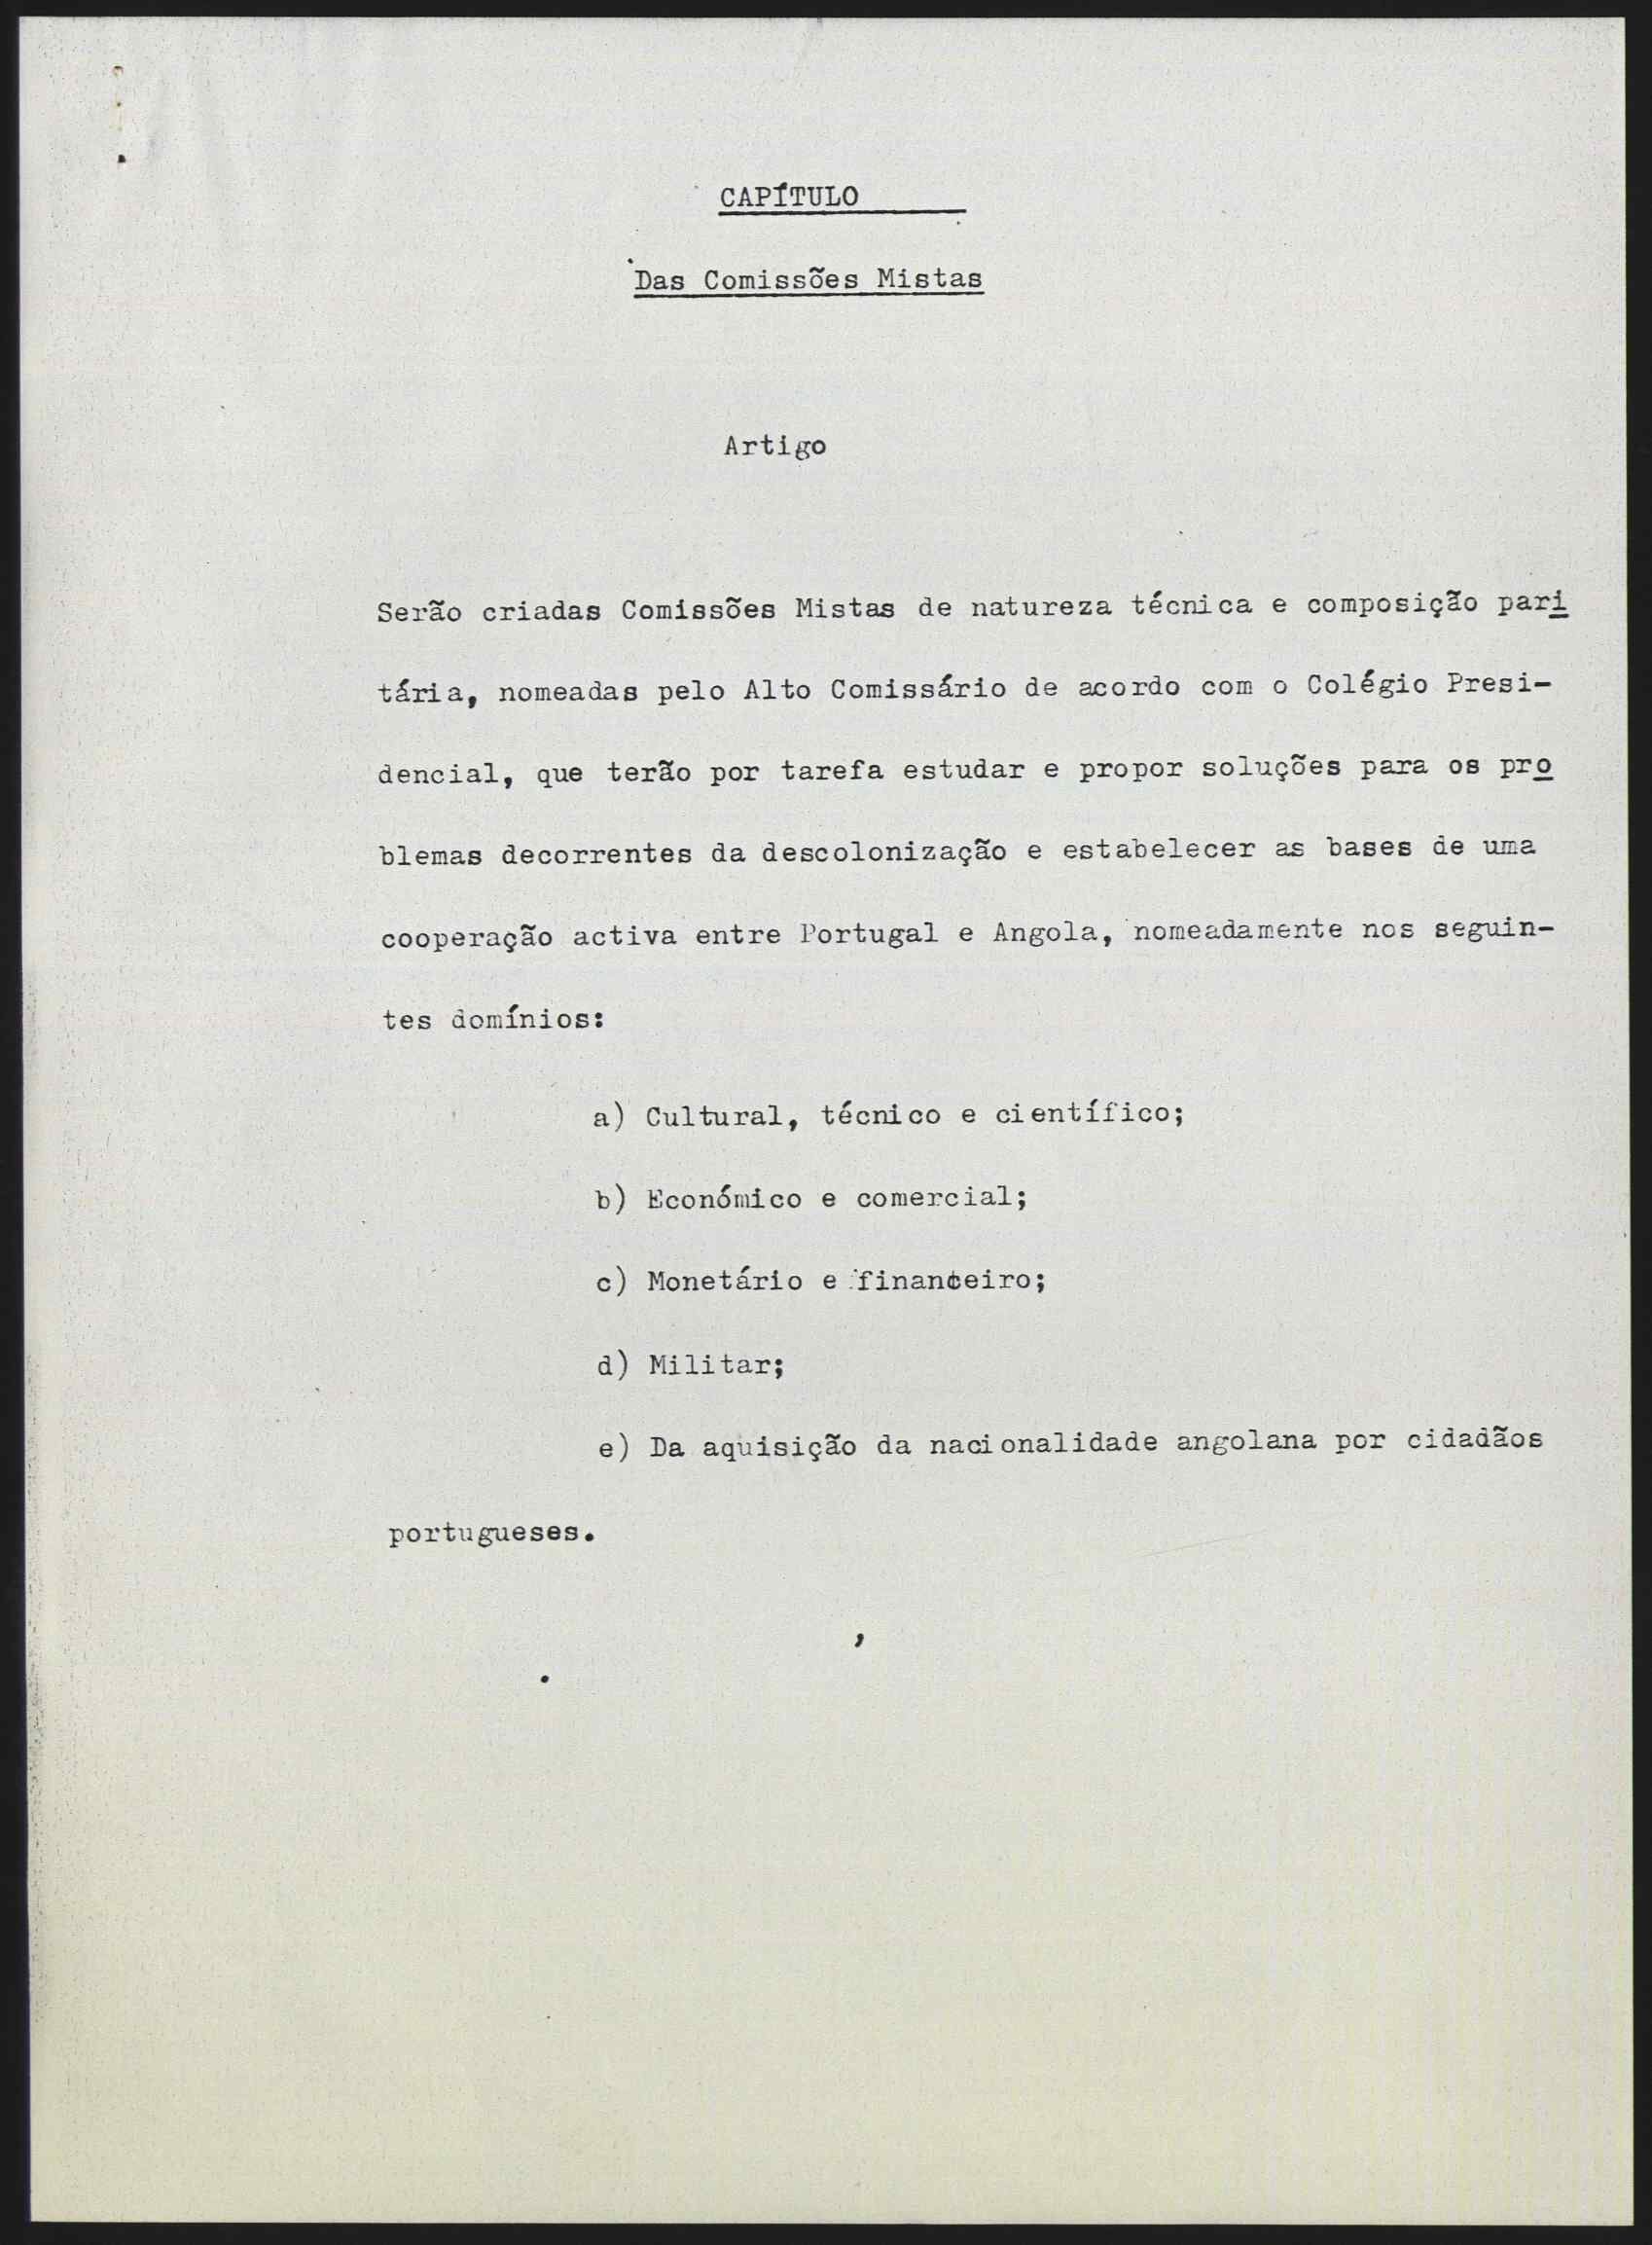 CAPÍTULO ______
Das Comissões Mistas
Artigo
Serão criadas Comissões Mistas de natureza técnica e composição pari
tária, nomeadas pelo Alto Comissário de acordo com o Colégio Presi-
dencial, que terão por tarefa estudar e propor soluções para os pro
blemas decorrentes da descolonização e estabelecer as bases de uma
cooperação activa entre Portugal e Angola, nomeadamente nos seguin-
tes domínios:
a) Cultural, técnico e científico;
b) Económico e comercial;
c) Monetário e financeiro;
d) Militar;
e) Da aquisição da nacionalidade angolana por cidadãos
portugueses.